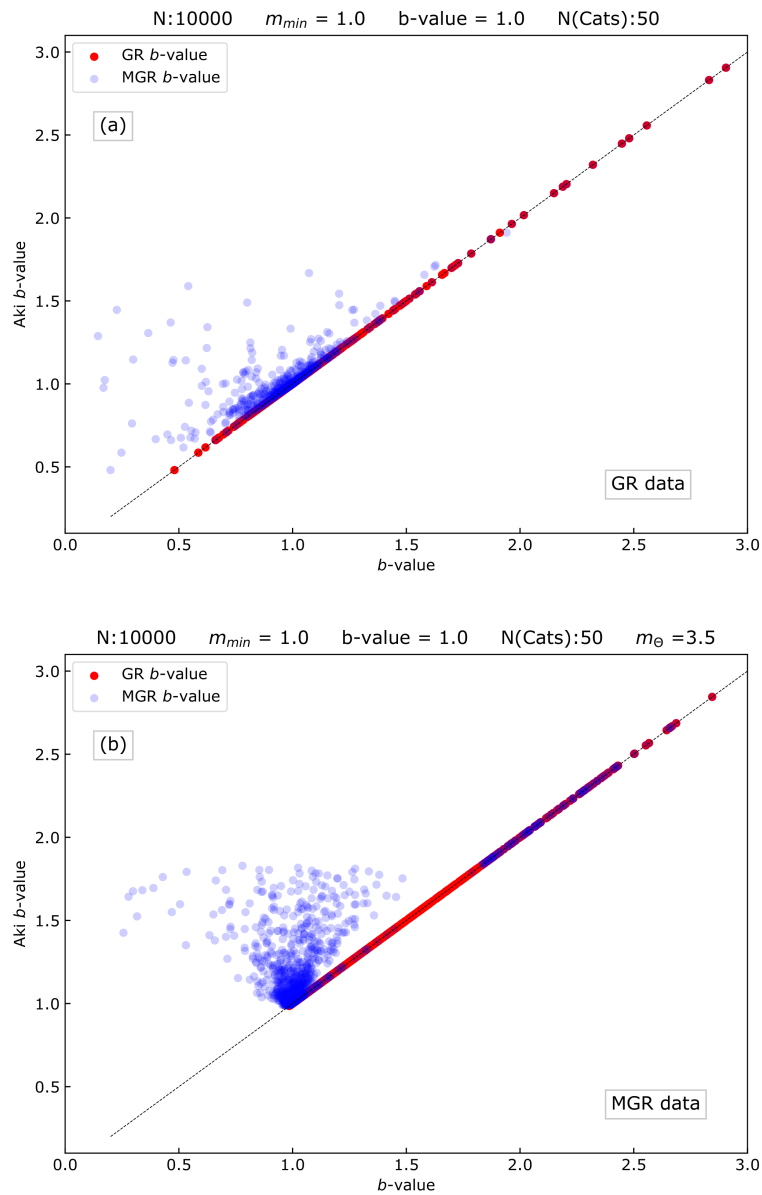 N:10000 m_min = 1.0 b-value = 1.0 N(Cats):50
3.0
GR b-value
MGR b-value
(a)
2.5
2.0
Aki b-value
1.5
1.0
0.5
GR data
0.0 0.5 1.0 1.5 2.0 2.5 3.0
b-value
N:10000 m_min = 1.0 b-value = 1.0 N(Cats):50 m_Θ =3.5
3.0
GR b-value
MGR b-value
(b)
2.5
2.0
Aki b-value
1.5
1.0
0.5
MGR data
0.0 0.5 1.0 1.5 2.0 2.5 3.0
b-value